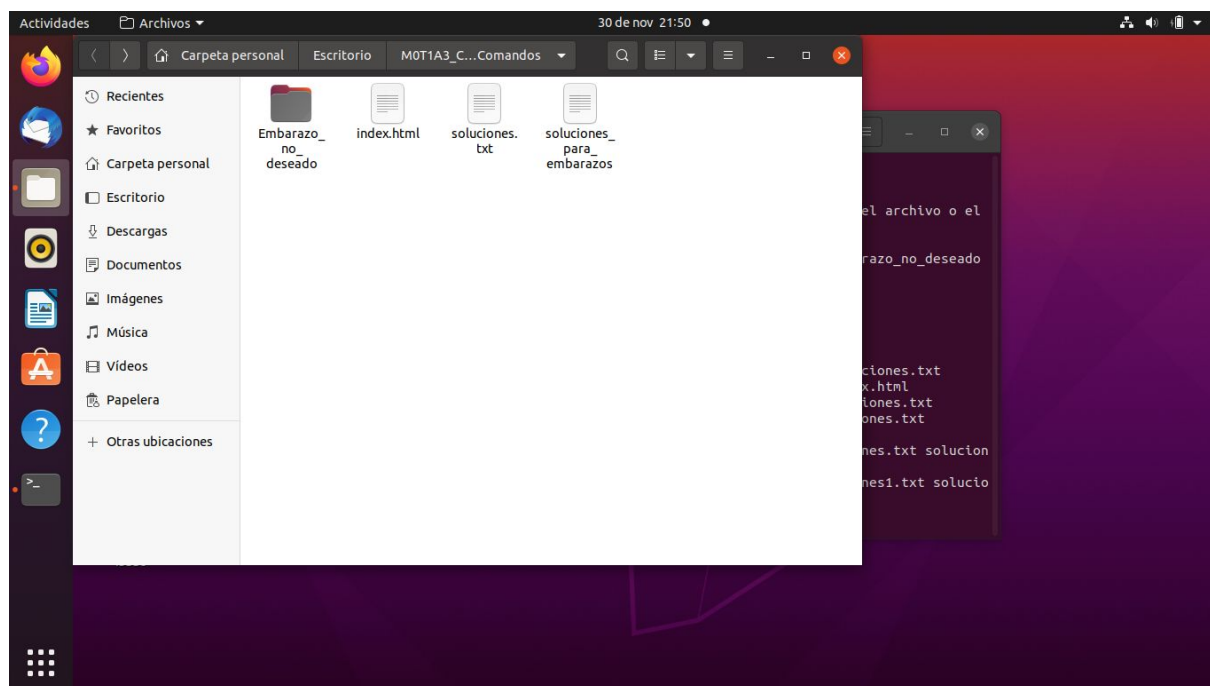 Actividades Archivos 30 de nov 21:50
Carpeta personal Escritorio M0T1A3_C...Comandos
Recientes
Favoritos
Carpeta personal
Escritorio
Descargas
Documentos
Imágenes
Música
Vídeos
Papelera
+ Otras ubicaciones
Embarazo_
no_
deseado
index.html
soluciones.
txt
soluciones_
para_
embarazos
el archivo o el
razo_no_deseado
ciones.txt
x.html
iones.txt
ones.txt
nes.txt solucion
nes1.txt solucio